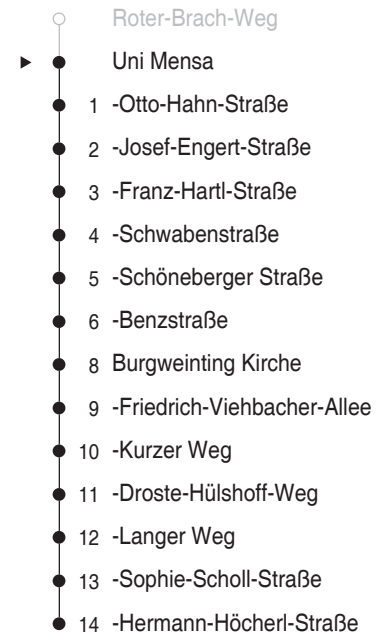 Roter-Brach-Weg
Uni Mensa
1 -Otto-Hahn-Straße
2 -Josef-Engert-Straße
3 -Franz-Hartl-Straße
4 -Schwabenstraße
5 -Schöneberger Straße
6 -Benzstraße
8 Burgweinting Kirche
9 -Friedrich-Viehbacher-Allee
10 -Kurzer Weg
11 -Droste-Hülshoff-Weg
12 -Langer Weg
13 -Sophie-Scholl-Straße
14 -Hermann-Höcherl-Straße